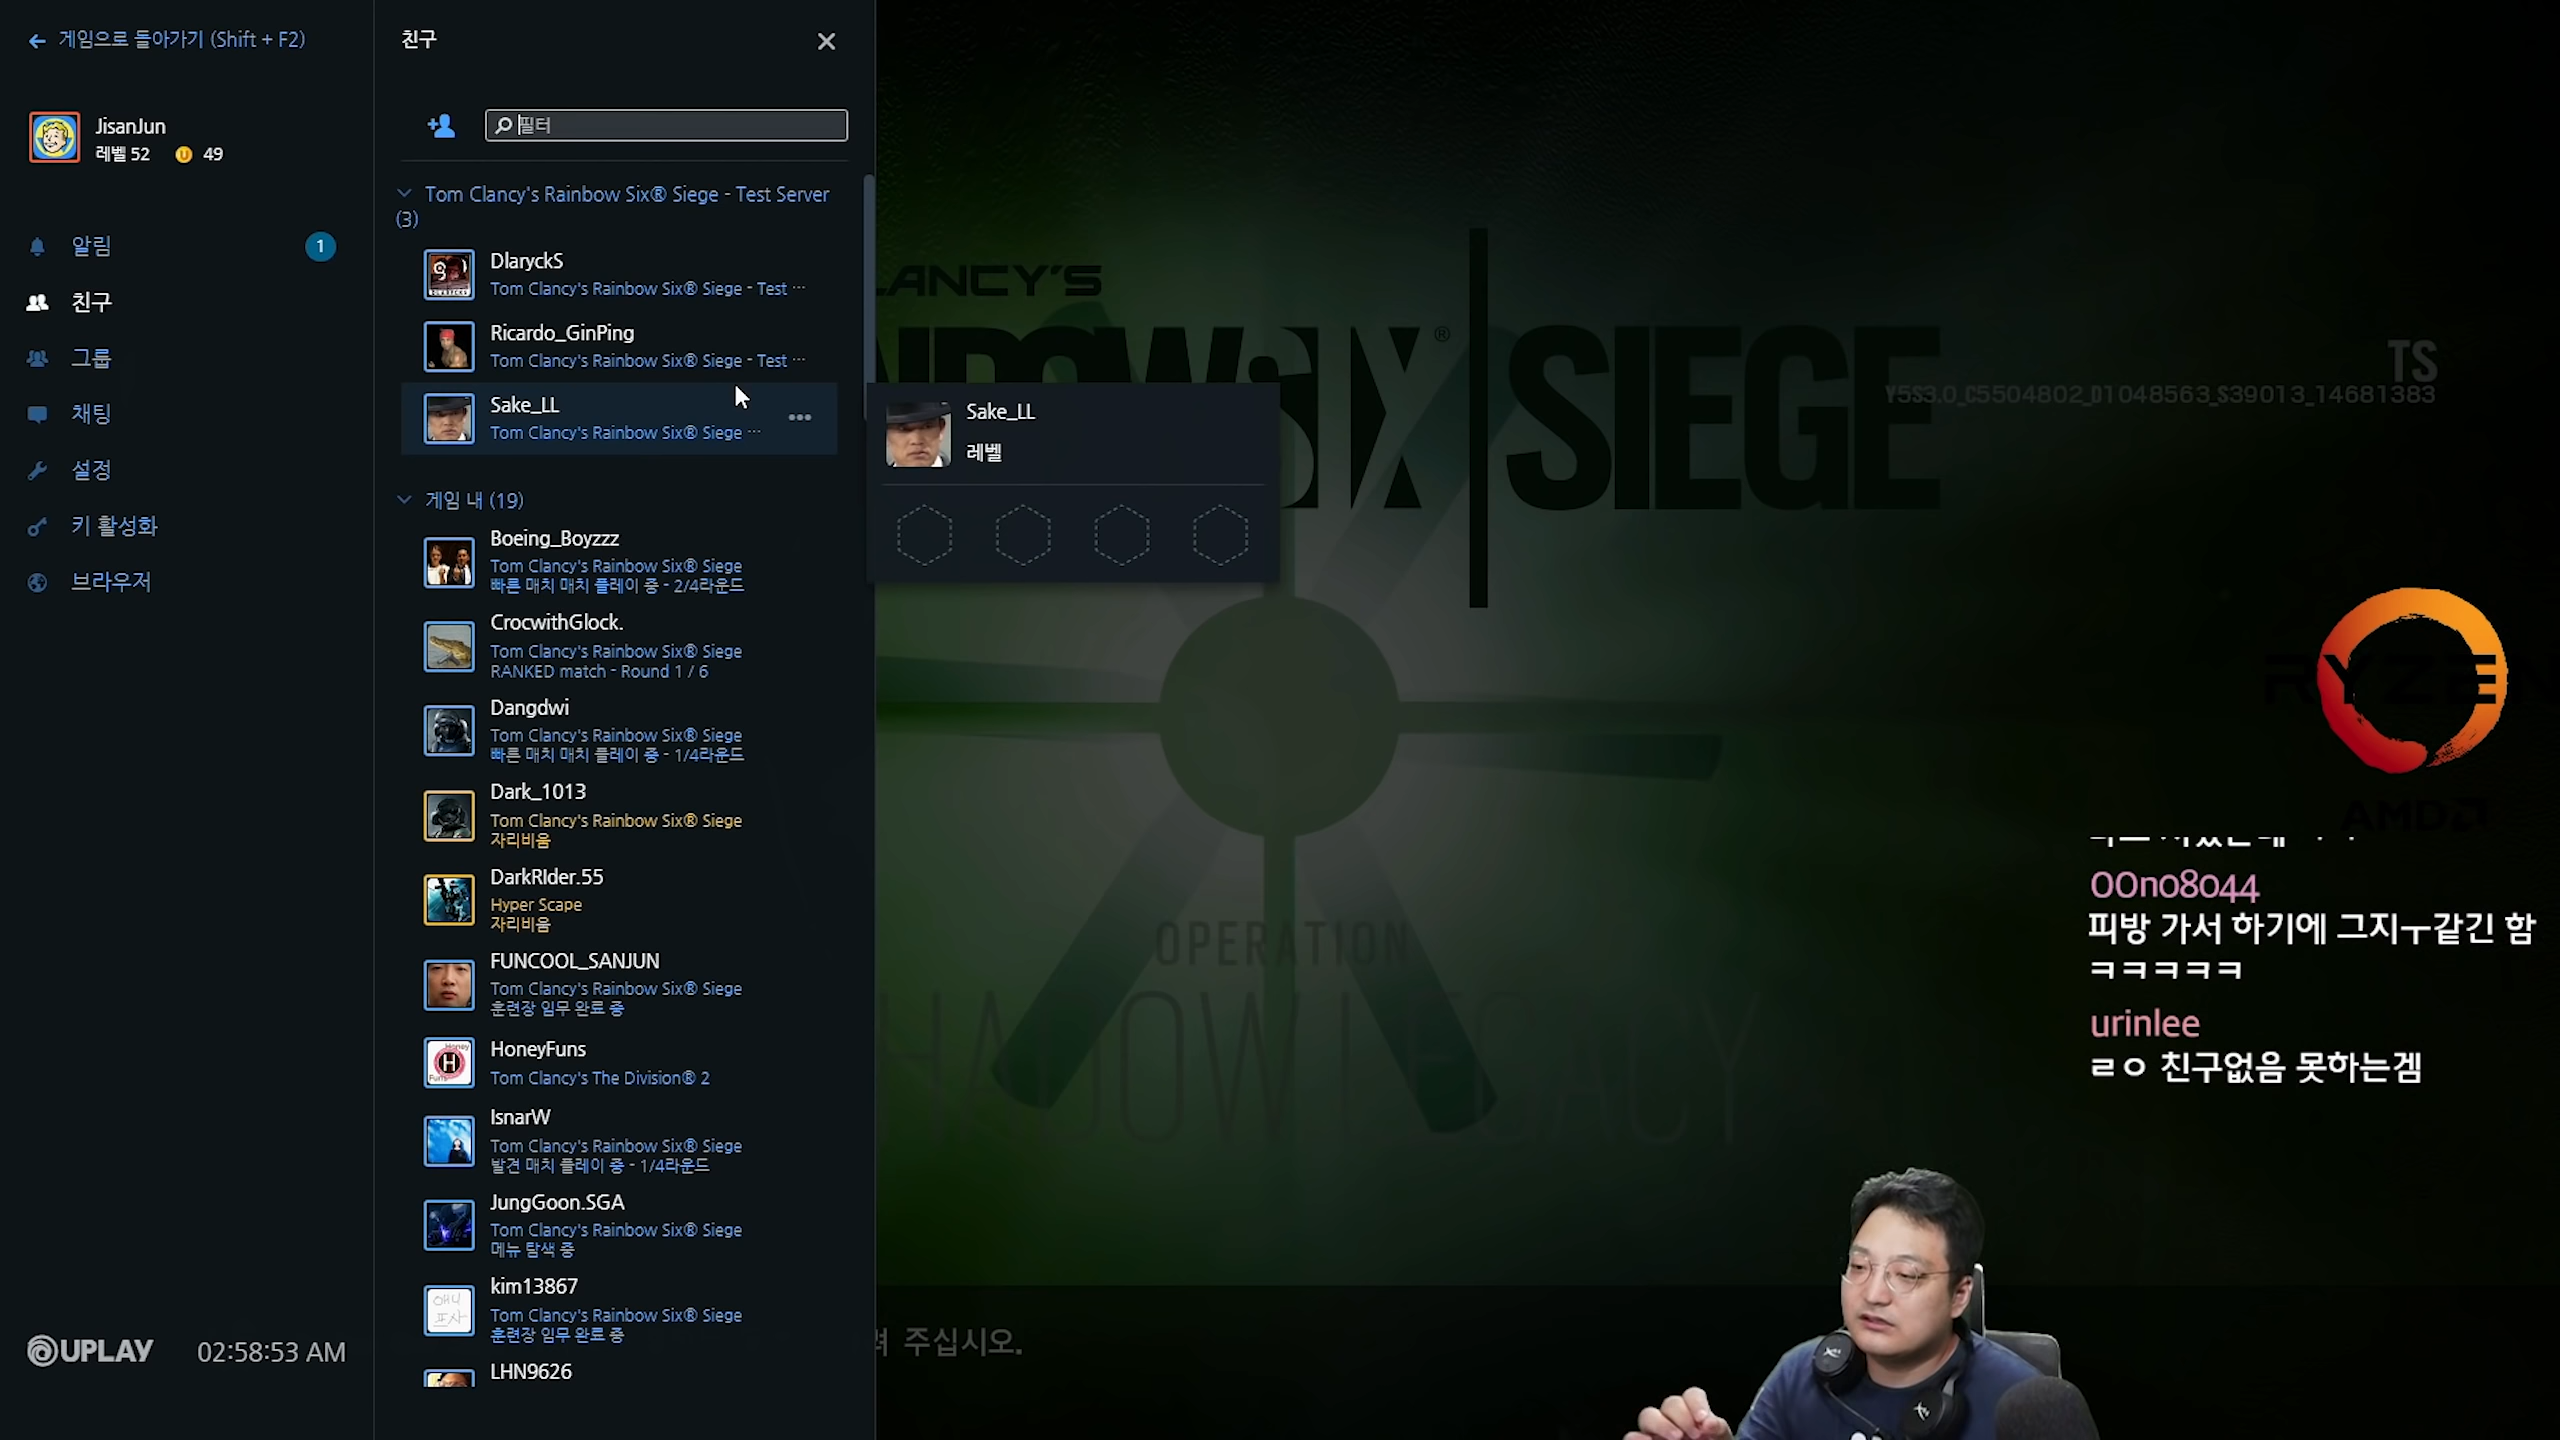 게임으로 돌아가기 (Shift + F2)
JisanJun
레벨 52
49
알림
1
친구
그룹
채팅
설정
키 활성화
브라우저
UPLAY
02:58:53 AM
친구
필터
Tom Clancy's Rainbow Six® Siege - Test Server
(3)
DlaryckS
Tom Clancy's Rainbow Six® Siege - Test ···
Ricardo_GinPing
Tom Clancy's Rainbow Six® Siege - Test ···
Sake_LL
Tom Clancy's Rainbow Six® Siege ···
게임 내 (19)
Boeing_Boyzzz
Tom Clancy's Rainbow Six® Siege
빠른 매치 매치 플레이 중 - 2/4라운드
CrocwithGlock.
Tom Clancy's Rainbow Six® Siege
RANKED match - Round 1 / 6
Dangdwi
Tom Clancy's Rainbow Six® Siege
빠른 매치 매치 플레이 중 - 1/4라운드
Dark_1013
Tom Clancy's Rainbow Six® Siege
자리비움
DarkRIder.55
Hyper Scape
자리비움
FUNCOOL_SANJUN
Tom Clancy's Rainbow Six® Siege
훈련장 임무 완료 중
HoneyFuns
Tom Clancy's The Division® 2
IsnarW
Tom Clancy's Rainbow Six® Siege
발견 매치 플레이 중 - 1/4라운드
JungGoon.SGA
Tom Clancy's Rainbow Six® Siege
메뉴 탐색 중
kim13867
Tom Clancy's Rainbow Six® Siege
훈련장 임무 완료 중
LHN9626
Sake_LL
레벨
LANCY'S
SIX® SIEGE
TS
Y5S3.0_C5504802_D1048563_S39013_14681383
OPERATION
HADOW LEGACY
주십시오.
RYZEN
AMD
OOno8044
피방 가서 하기에 그지ㅜ같긴 함
ㅋㅋㅋㅋㅋ
urinlee
ㄹㅇ 친구없음 못하는겜